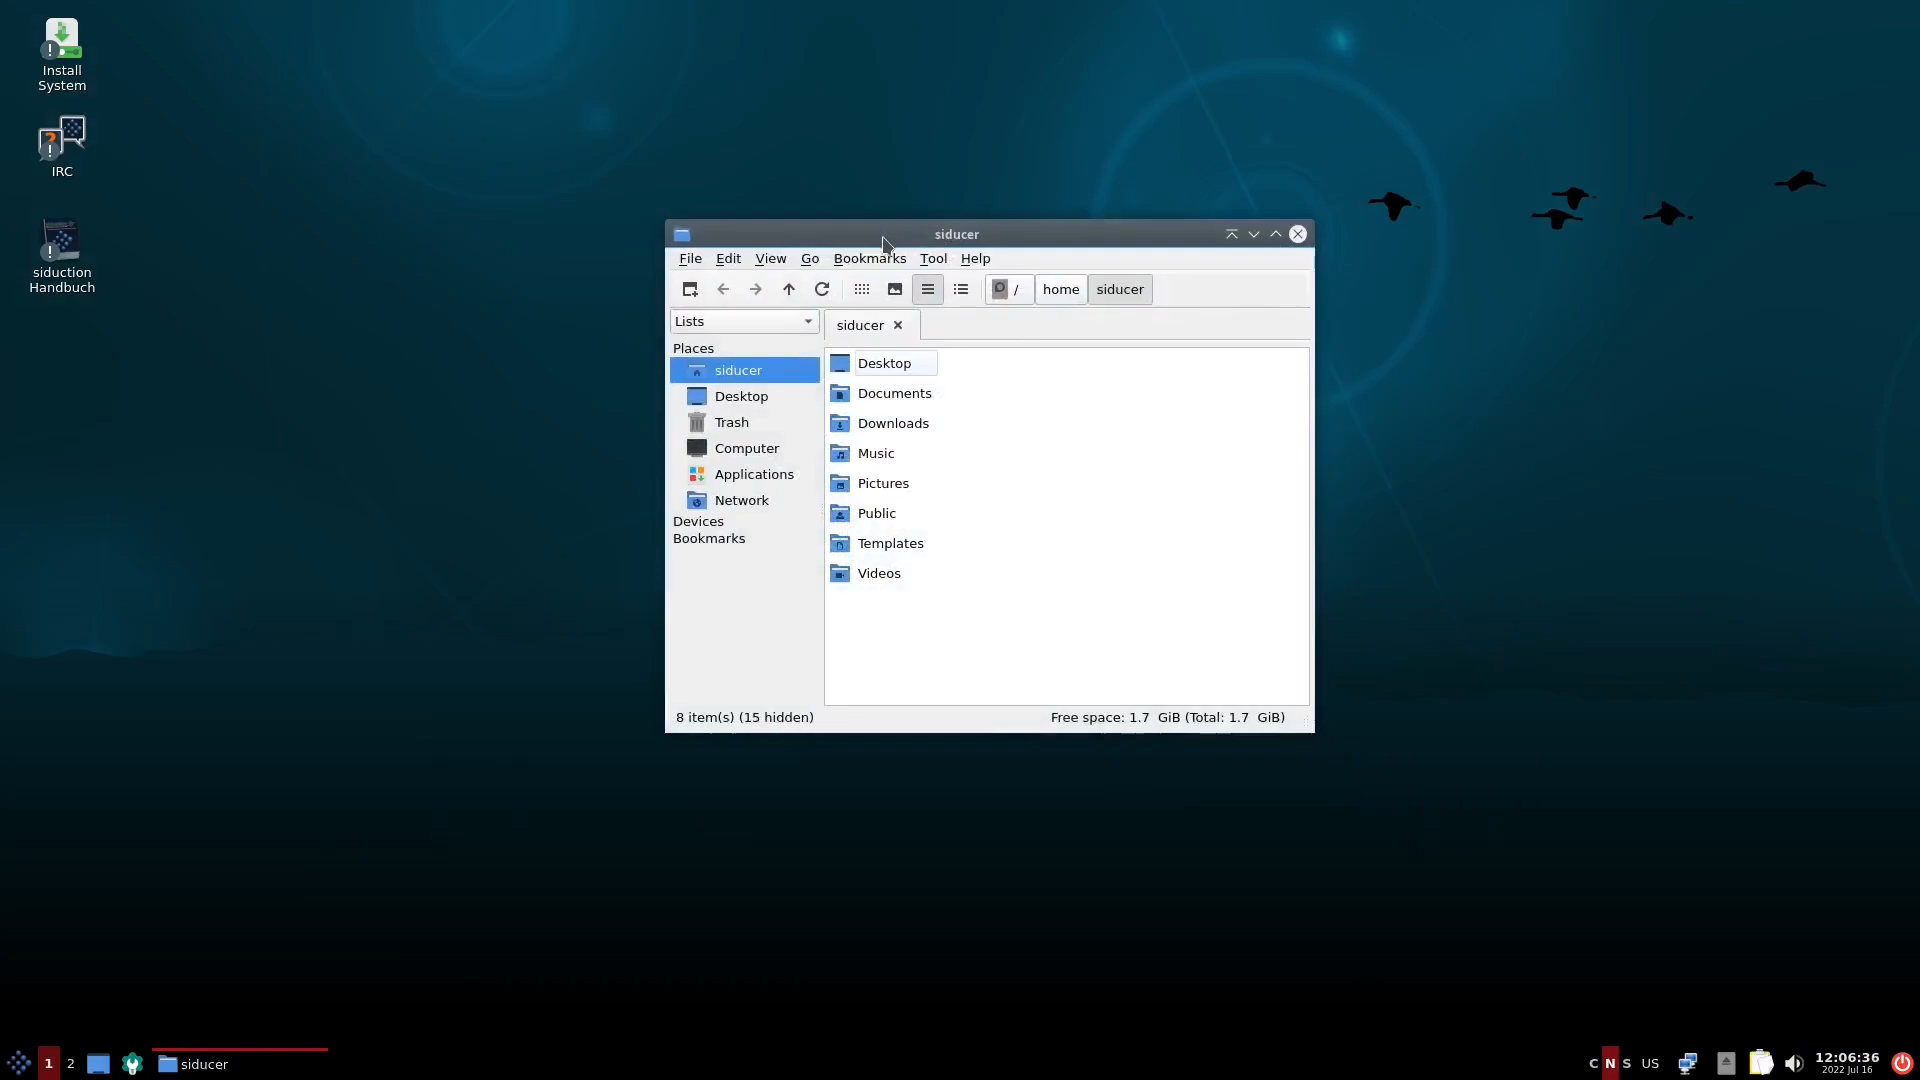 Install
System
IRC
siduction
Handbuch
siducer
File Edit View Go Bookmarks Tool Help
/ home siducer
Lists
siducer
Places
siducer
Desktop
Trash
Computer
Applications
Network
Devices
Bookmarks
Desktop
Documents
Downloads
Music
Pictures
Public
Templates
Videos
8 item(s) (15 hidden)
Free space: 1.7 GiB (Total: 1.7 GiB)
1 2 siducer
C N S US
12:06:36
2022 Jul 16